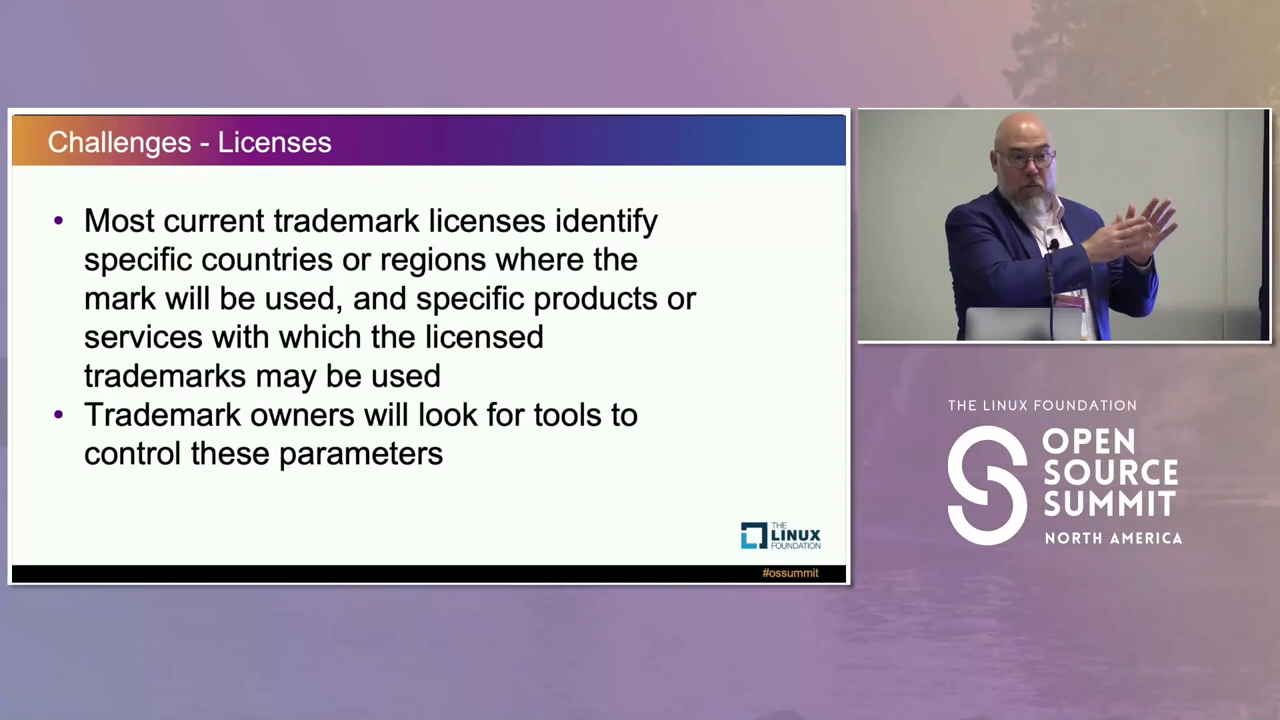 Challenges - Licenses
• Most current trademark licenses identify
specific countries or regions where the
mark will be used, and specific products or
services with which the licensed
trademarks may be used
• Trademark owners will look for tools to
control these parameters
THE
LINUX
FOUNDATION
#ossummit
THE LINUX FOUNDATION
OPEN
SOURCE
SUMMIT
NORTH AMERICA